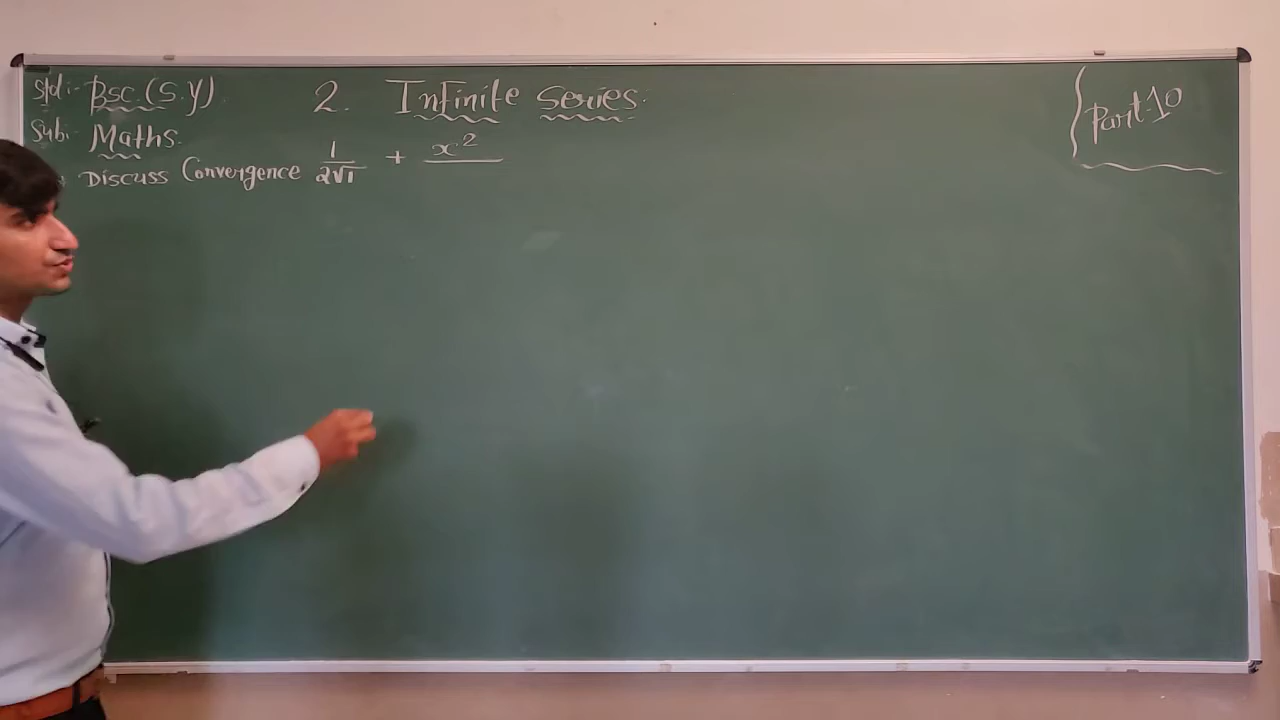 Std:- Bsc.(S.Y)
2. Infinite series.
Part-10
Sub:- Maths.
Discuss Convergence 1/2√1 + x²/